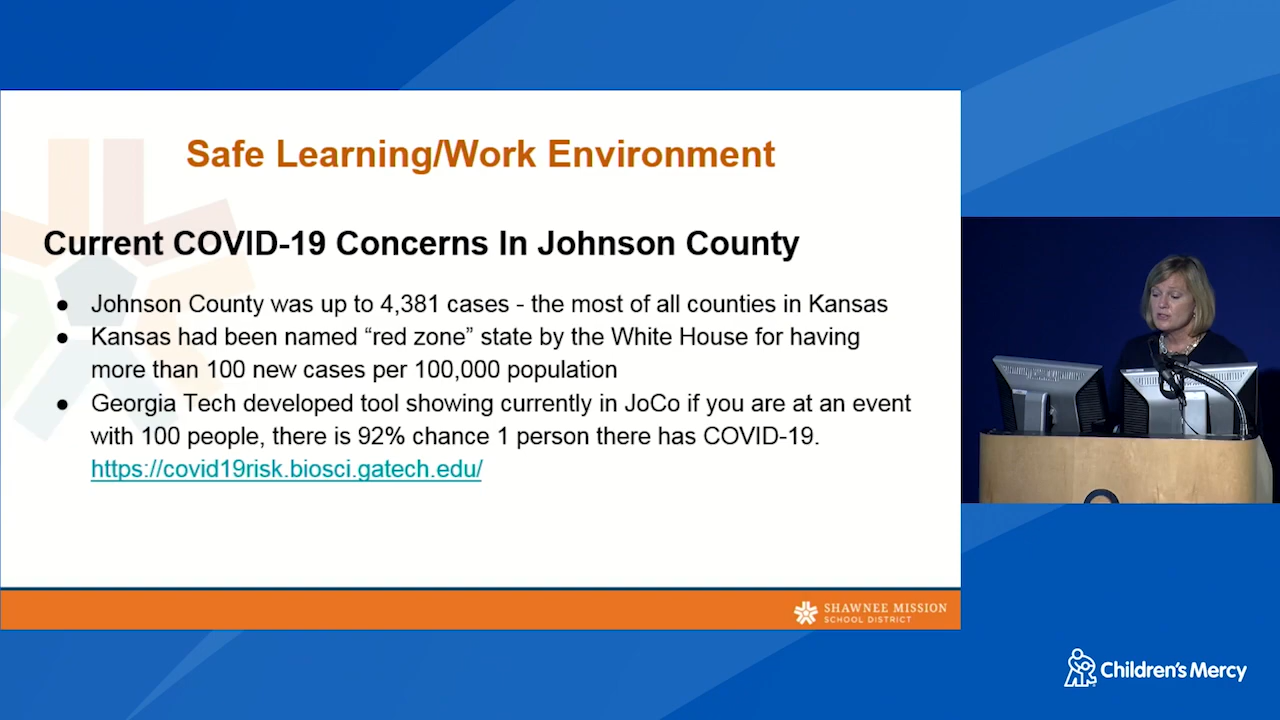 Safe Learning/Work Environment
Current COVID-19 Concerns In Johnson County
● Johnson County was up to 4,381 cases - the most of all counties in Kansas
● Kansas had been named “red zone” state by the White House for having
more than 100 new cases per 100,000 population
● Georgia Tech developed tool showing currently in JoCo if you are at an event
with 100 people, there is 92% chance 1 person there has COVID-19.
https://covid19risk.biosci.gatech.edu/
SHAWNEE MISSION
SCHOOL DISTRICT
Children's Mercy